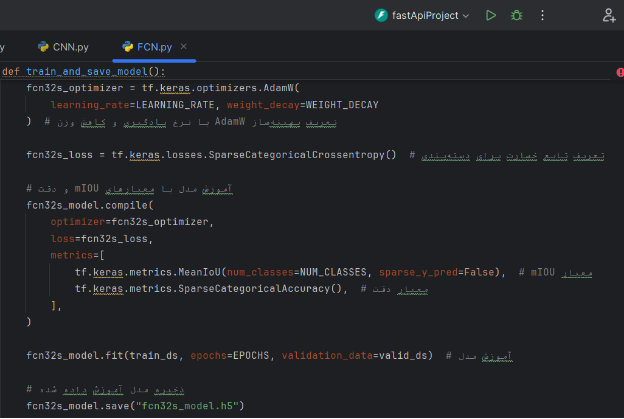 fastApiProject
y
CNN.py
FCN.py
def train_and_save_model():
fcn32s_optimizer = tf.keras.optimizers.AdamW(
learning_rate=LEARNING_RATE, weight_decay=WEIGHT_DECAY
)  # تعریف بهینه‌ساز AdamW با نرخ یادگیری و کاهش وزن
fcn32s_loss = tf.keras.losses.SparseCategoricalCrossentropy()  # تعریف تابع خسارت برای دسته‌بندی
# آموزش مدل با معیارهای mIOU و دقت
fcn32s_model.compile(
optimizer=fcn32s_optimizer,
loss=fcn32s_loss,
metrics=[
tf.keras.metrics.MeanIoU(num_classes=NUM_CLASSES, sparse_y_pred=False),  # mIOU معیار
tf.keras.metrics.SparseCategoricalAccuracy(),  # معیار دقت
],
)
fcn32s_model.fit(train_ds, epochs=EPOCHS, validation_data=valid_ds)  # آموزش مدل
# ذخیره مدل آموزش داده شده
fcn32s_model.save("fcn32s_model.h5")